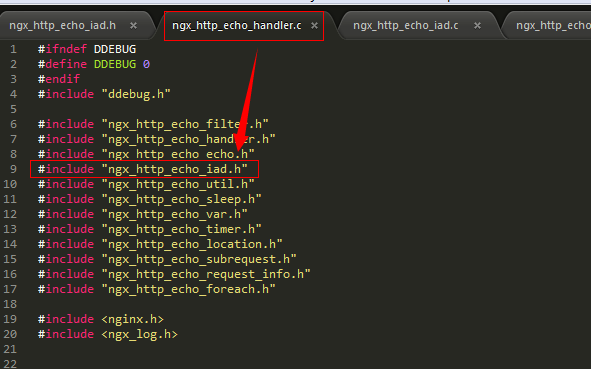 ngx_http_echo_iad.h × ngx_http_echo_handler.c × ngx_http_echo_iad.c × ngx_http_echo
1 #ifndef DDEBUG
2 #define DDEBUG 0
3 #endif
4 #include "ddebug.h"
5
6 #include "ngx_http_echo_filter.h"
7 #include "ngx_http_echo_handler.h"
8 #include "ngx_http_echo_echo.h"
9 #include "ngx_http_echo_iad.h"
10 #include "ngx_http_echo_util.h"
11 #include "ngx_http_echo_sleep.h"
12 #include "ngx_http_echo_var.h"
13 #include "ngx_http_echo_timer.h"
14 #include "ngx_http_echo_location.h"
15 #include "ngx_http_echo_subrequest.h"
16 #include "ngx_http_echo_request_info.h"
17 #include "ngx_http_echo_foreach.h"
18
19 #include <nginx.h>
20 #include <ngx_log.h>
21
22